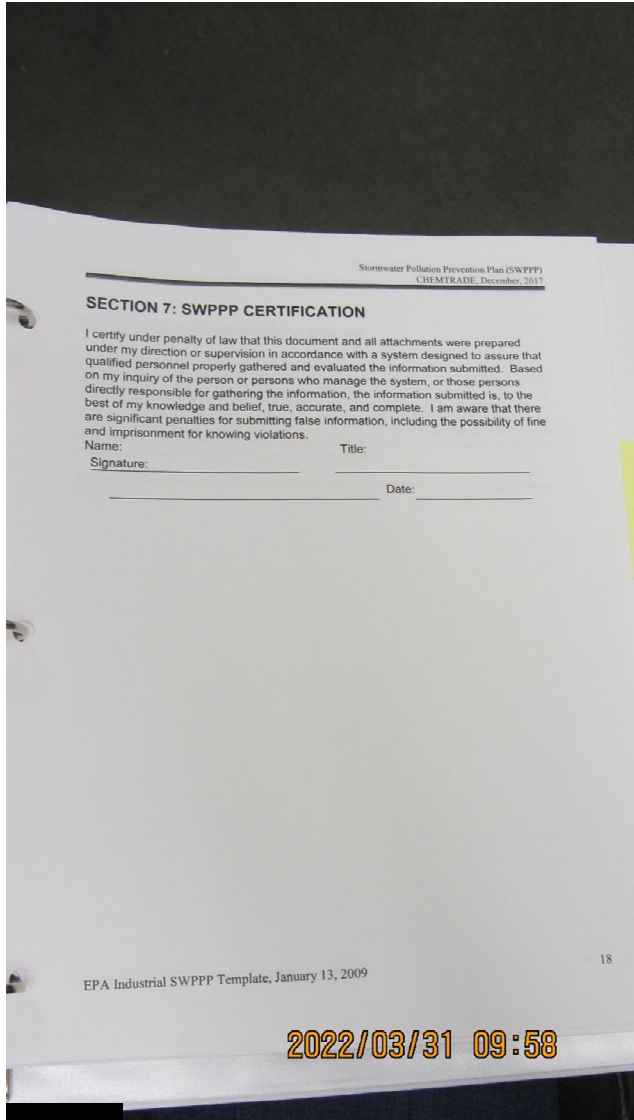 Stormwater Pollution Prevention Plan (SWPPP)
CHEMTRADE, December, 2017
SECTION 7: SWPPP CERTIFICATION
I certify under penalty of law that this document and all attachments were prepared
under my direction or supervision in accordance with a system designed to assure that
qualified personnel properly gathered and evaluated the information submitted. Based
on my inquiry of the person or persons who manage the system, or those persons
directly responsible for gathering the information, the information submitted is, to the
best of my knowledge and belief, true, accurate, and complete. I am aware that there
are significant penalties for submitting false information, including the possibility of fine
and imprisonment for knowing violations.
Name: Title:
Signature:
Date:
18
EPA Industrial SWPPP Template, January 13, 2009
2022/03/31 09:58